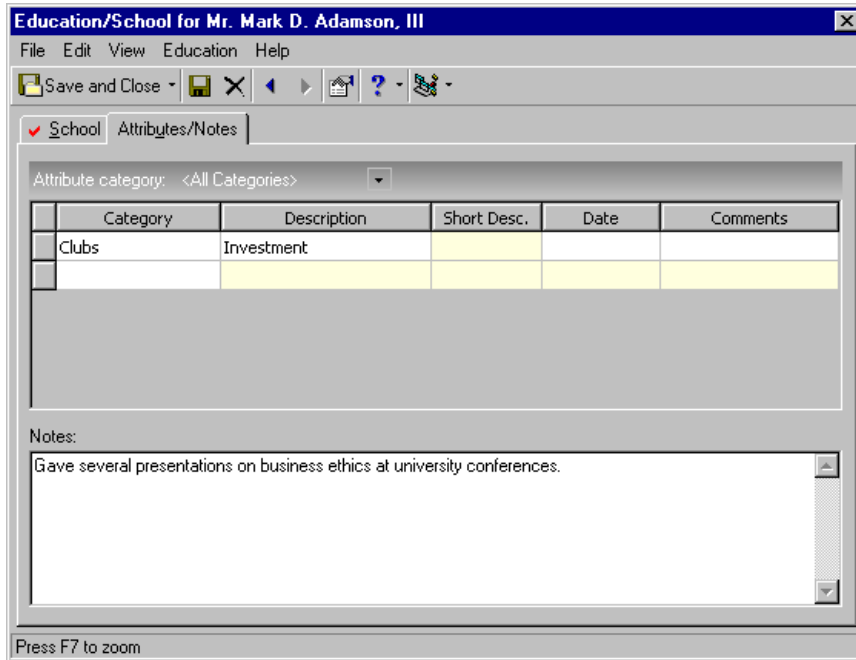 Education/School for Mr. Mark D. Adamson, III
File Edit View Education Help
Save and Close
School Attributes/Notes
Attribute category: <All Categories>
Category Description Short Desc. Date Comments
Clubs Investment
Notes:
Gave several presentations on business ethics at university conferences.
Press F7 to zoom